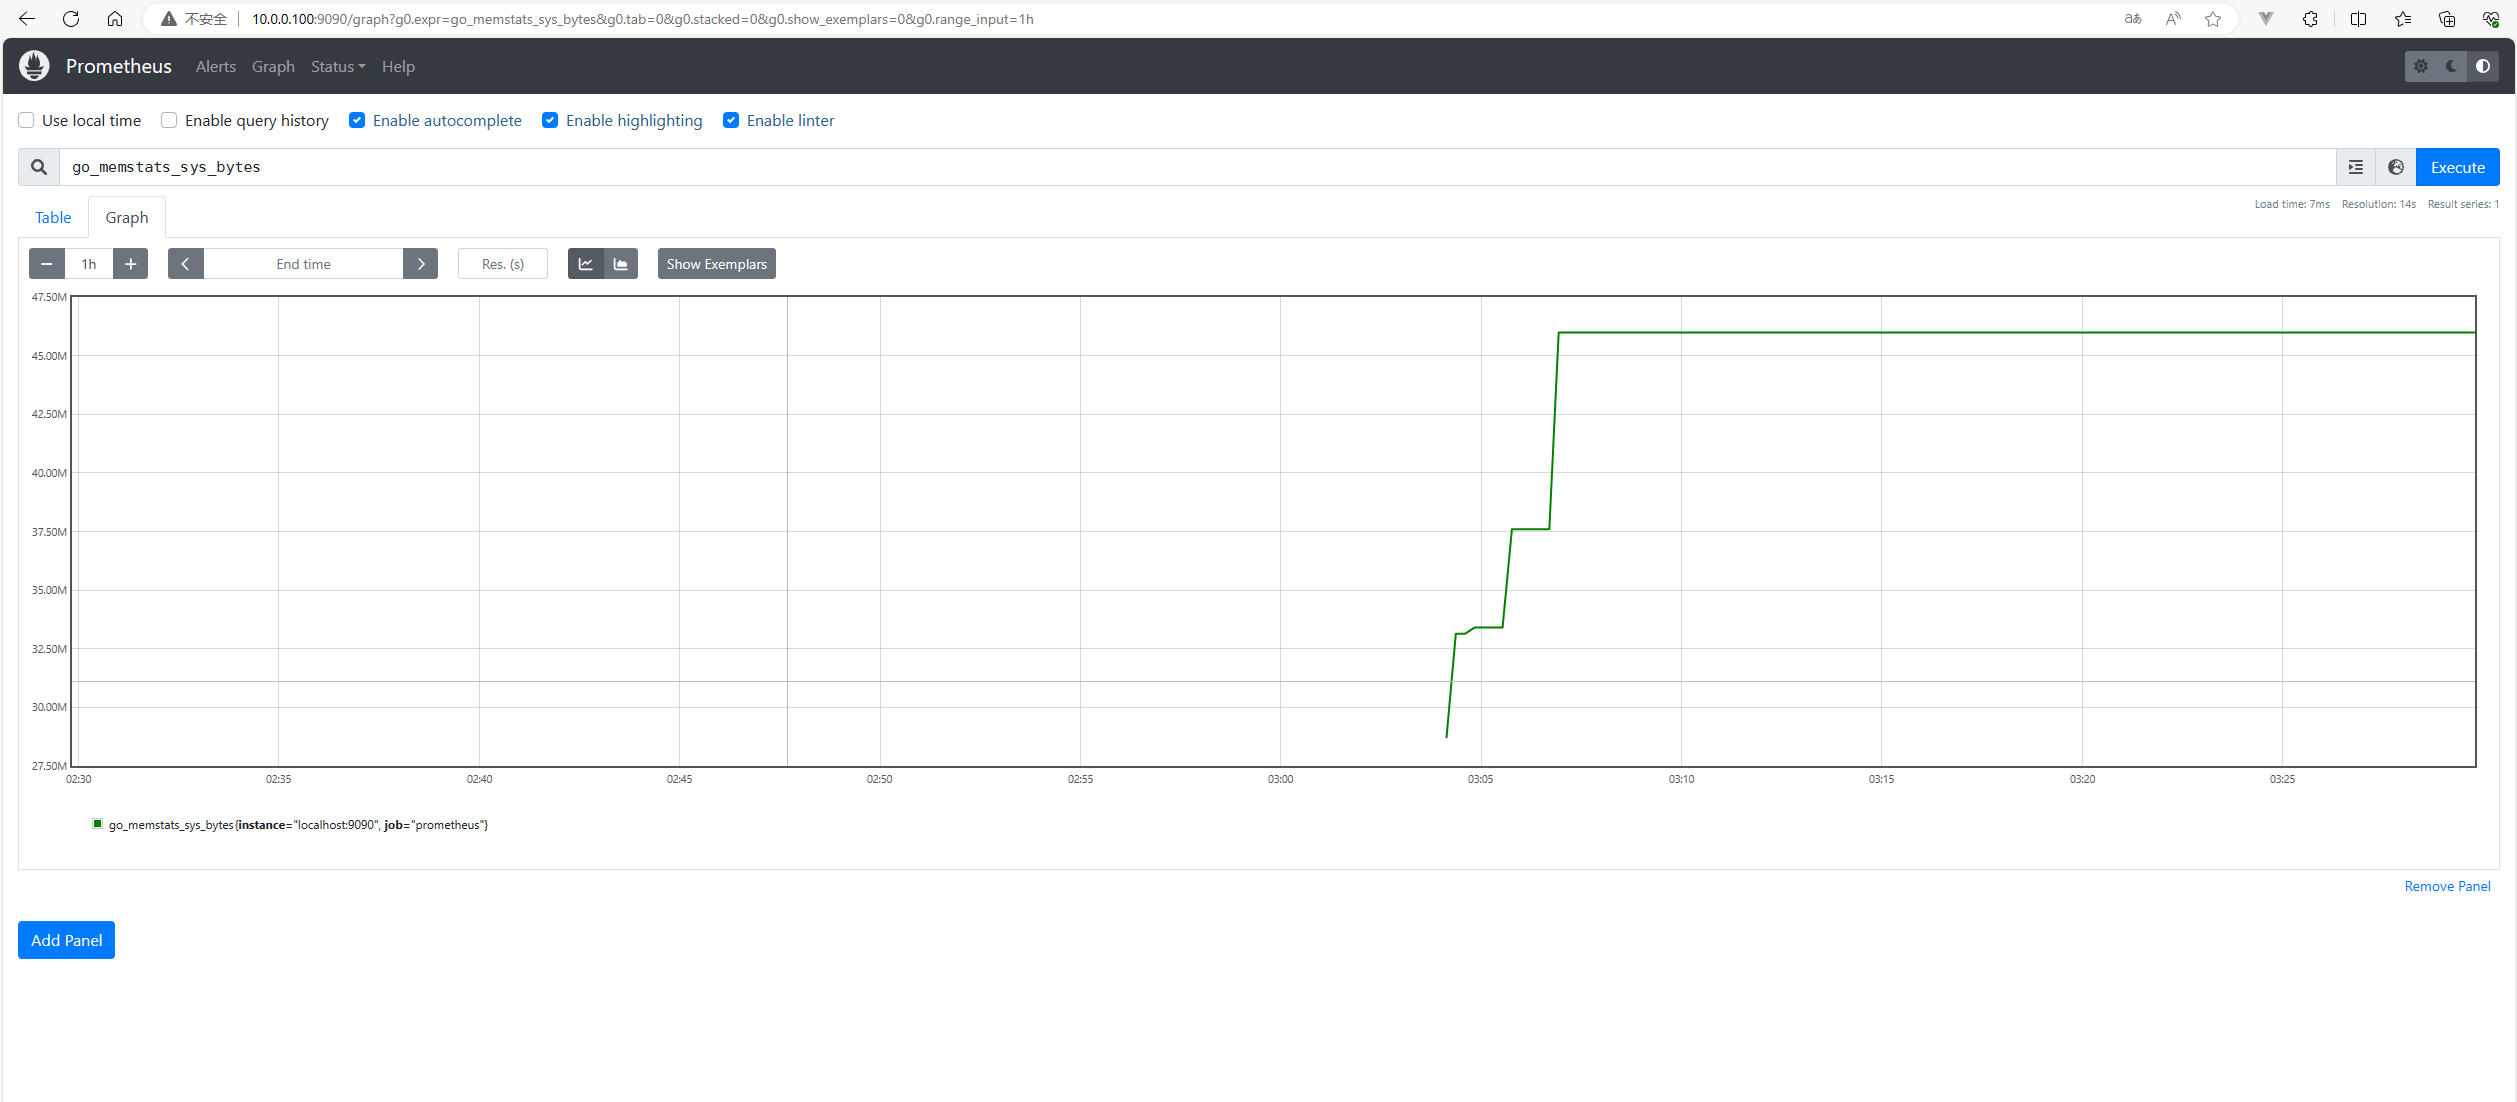 不安全 10.0.0.100:9090/graph?g0.expr=go_memstats_sys_bytes&g0.tab=0&g0.stacked=0&g0.show_exemplars=0&g0.range_input=1h
Prometheus Alerts Graph Status Help
Use local time Enable query history Enable autocomplete Enable highlighting Enable linter
go_memstats_sys_bytes Execute
Table Graph Load time: 7ms Resolution: 14s Result series: 1
1h End time Res. (s) Show Exemplars
47.50M
45.00M
42.50M
40.00M
37.50M
35.00M
32.50M
30.00M
27.50M
02:30 02:35 02:40 02:45 02:50 02:55 03:00 03:05 03:10 03:15 03:20 03:25
go_memstats_sys_bytes{instance="localhost:9090", job="prometheus"}
Remove Panel
Add Panel